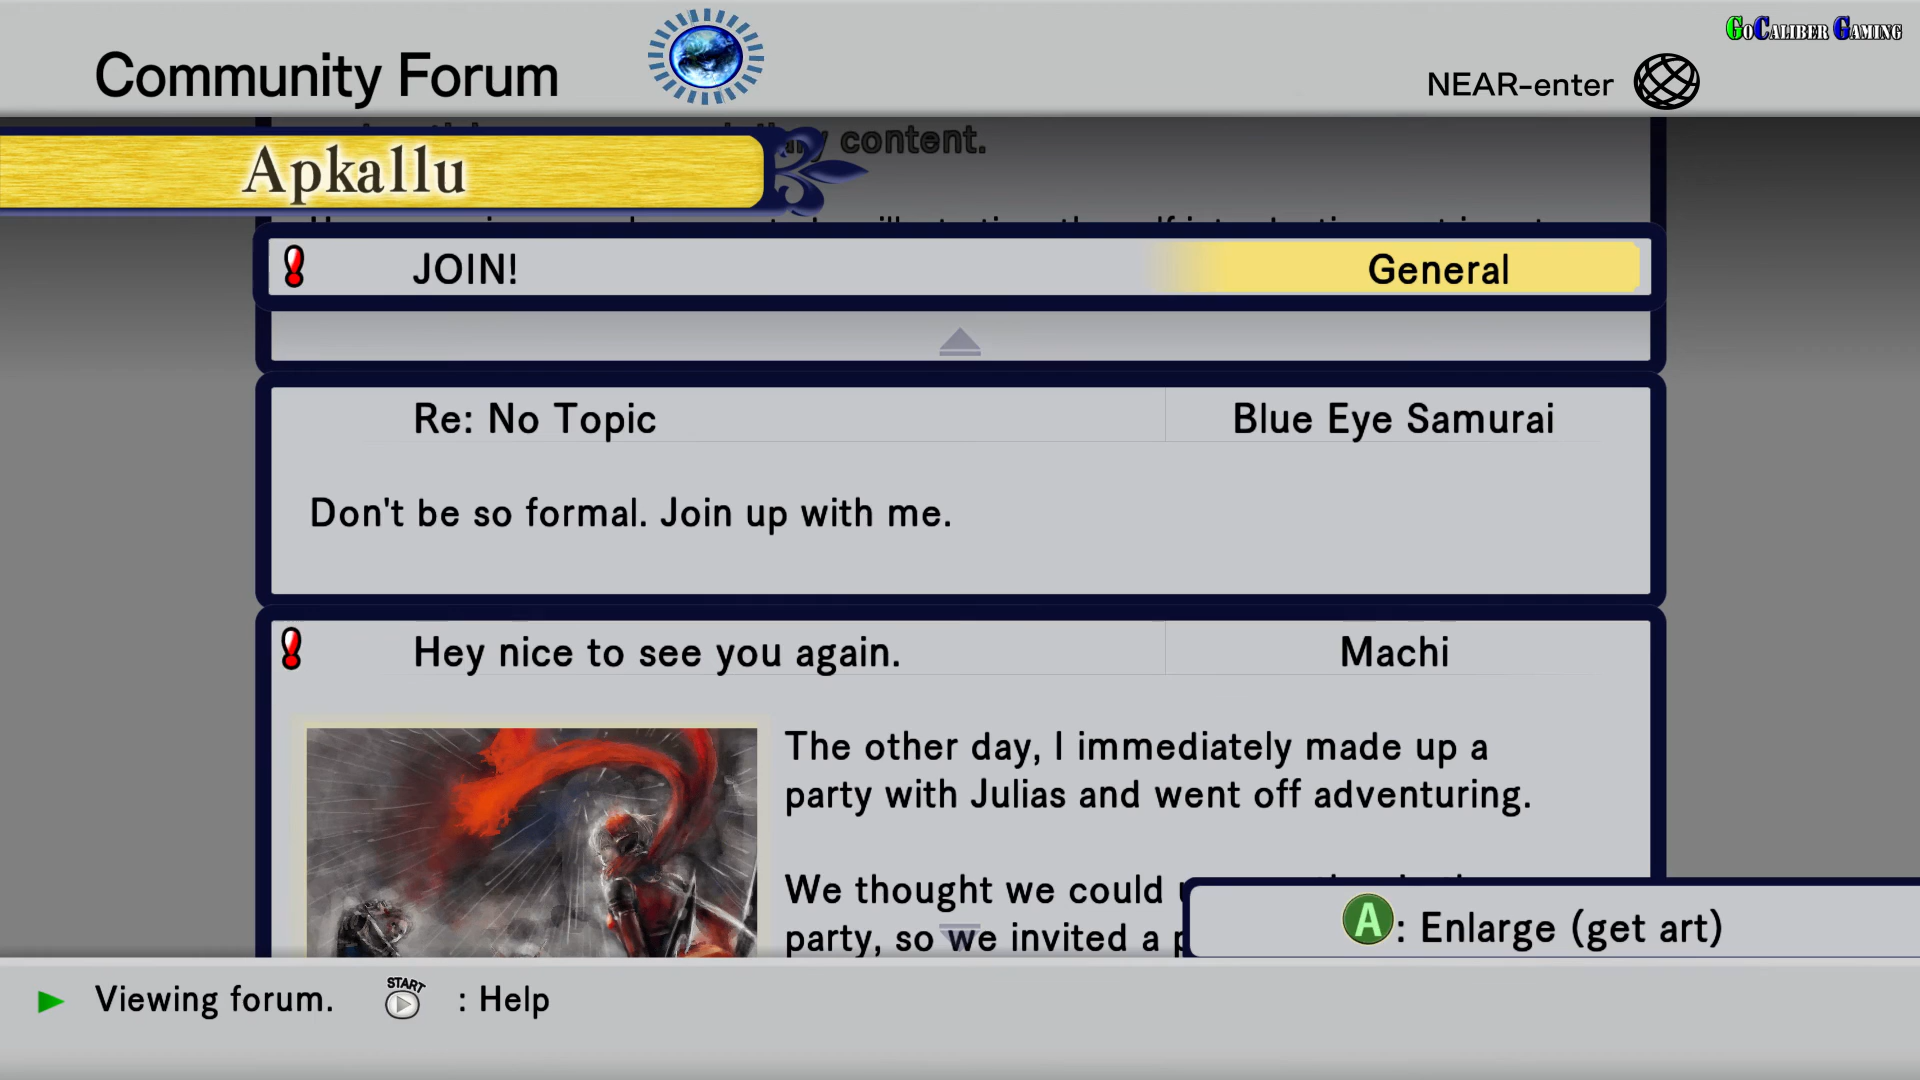 GoCaliber Gaming
Community Forum
NEAR-enter
content.
Apkallu
JOIN!
General
Re: No Topic
Blue Eye Samurai
Don't be so formal. Join up with me.
Hey nice to see you again.
Machi
The other day, I immediately made up a
party with Julias and went off adventuring.
We thought we could
party, so we invited a
A : Enlarge (get art)
Viewing forum.
START : Help